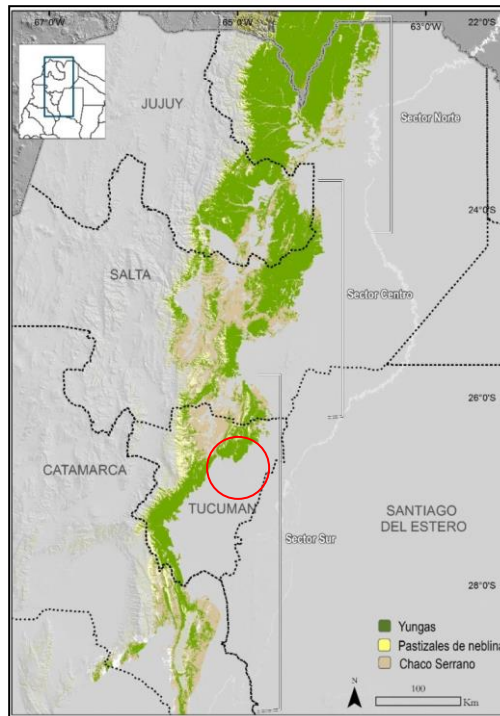 67°0'W 65°0'W 63°0'W 22°0'S
JUJUY
Sector Norte
24°0'S
SALTA
Sector Centro
26°0'S
CATAMARCA
TUCUMAN
SANTIAGO
DEL ESTERO
Sector Sur
28°0'S
Yungas
Pastizales de neblina
Chaco Serrano
N
100
Km